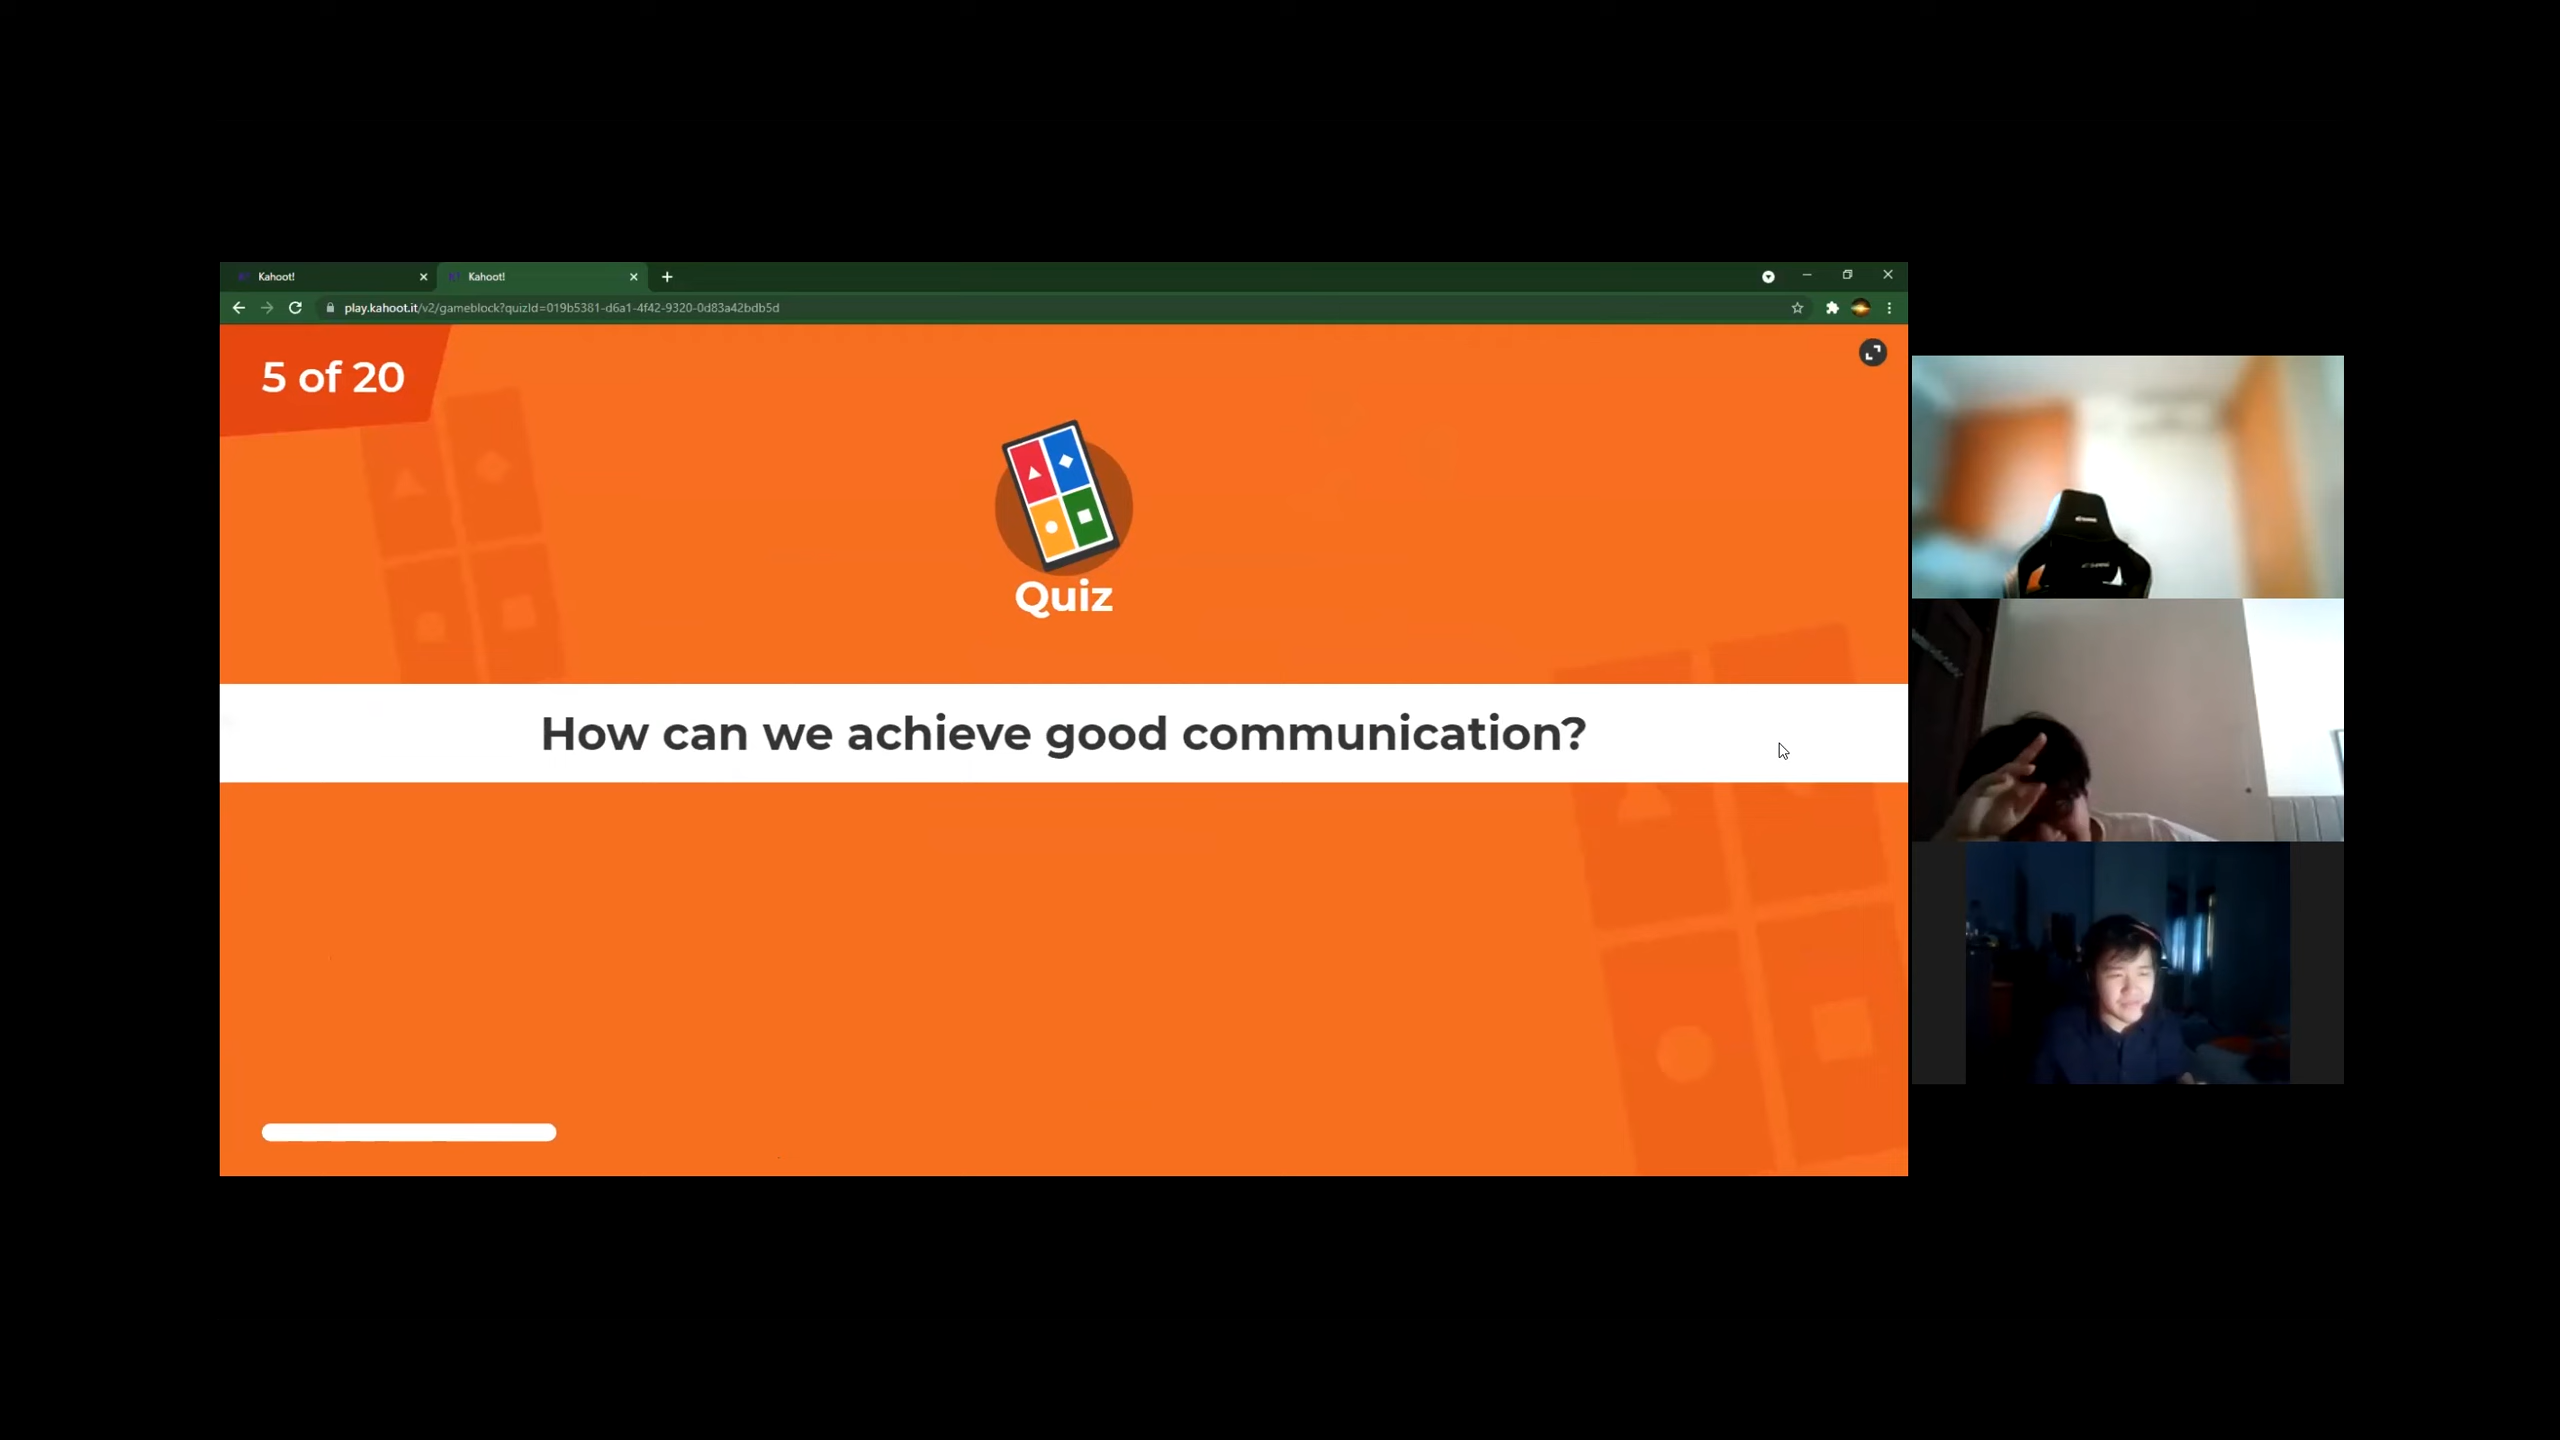 Kahoot!
Kahoot!
play.kahoot.it/v2/gameblock?quizId=019b5381-d6a1-4f42-9320-0d83a42bdb5d
5 of 20
Quiz
How can we achieve good communication?